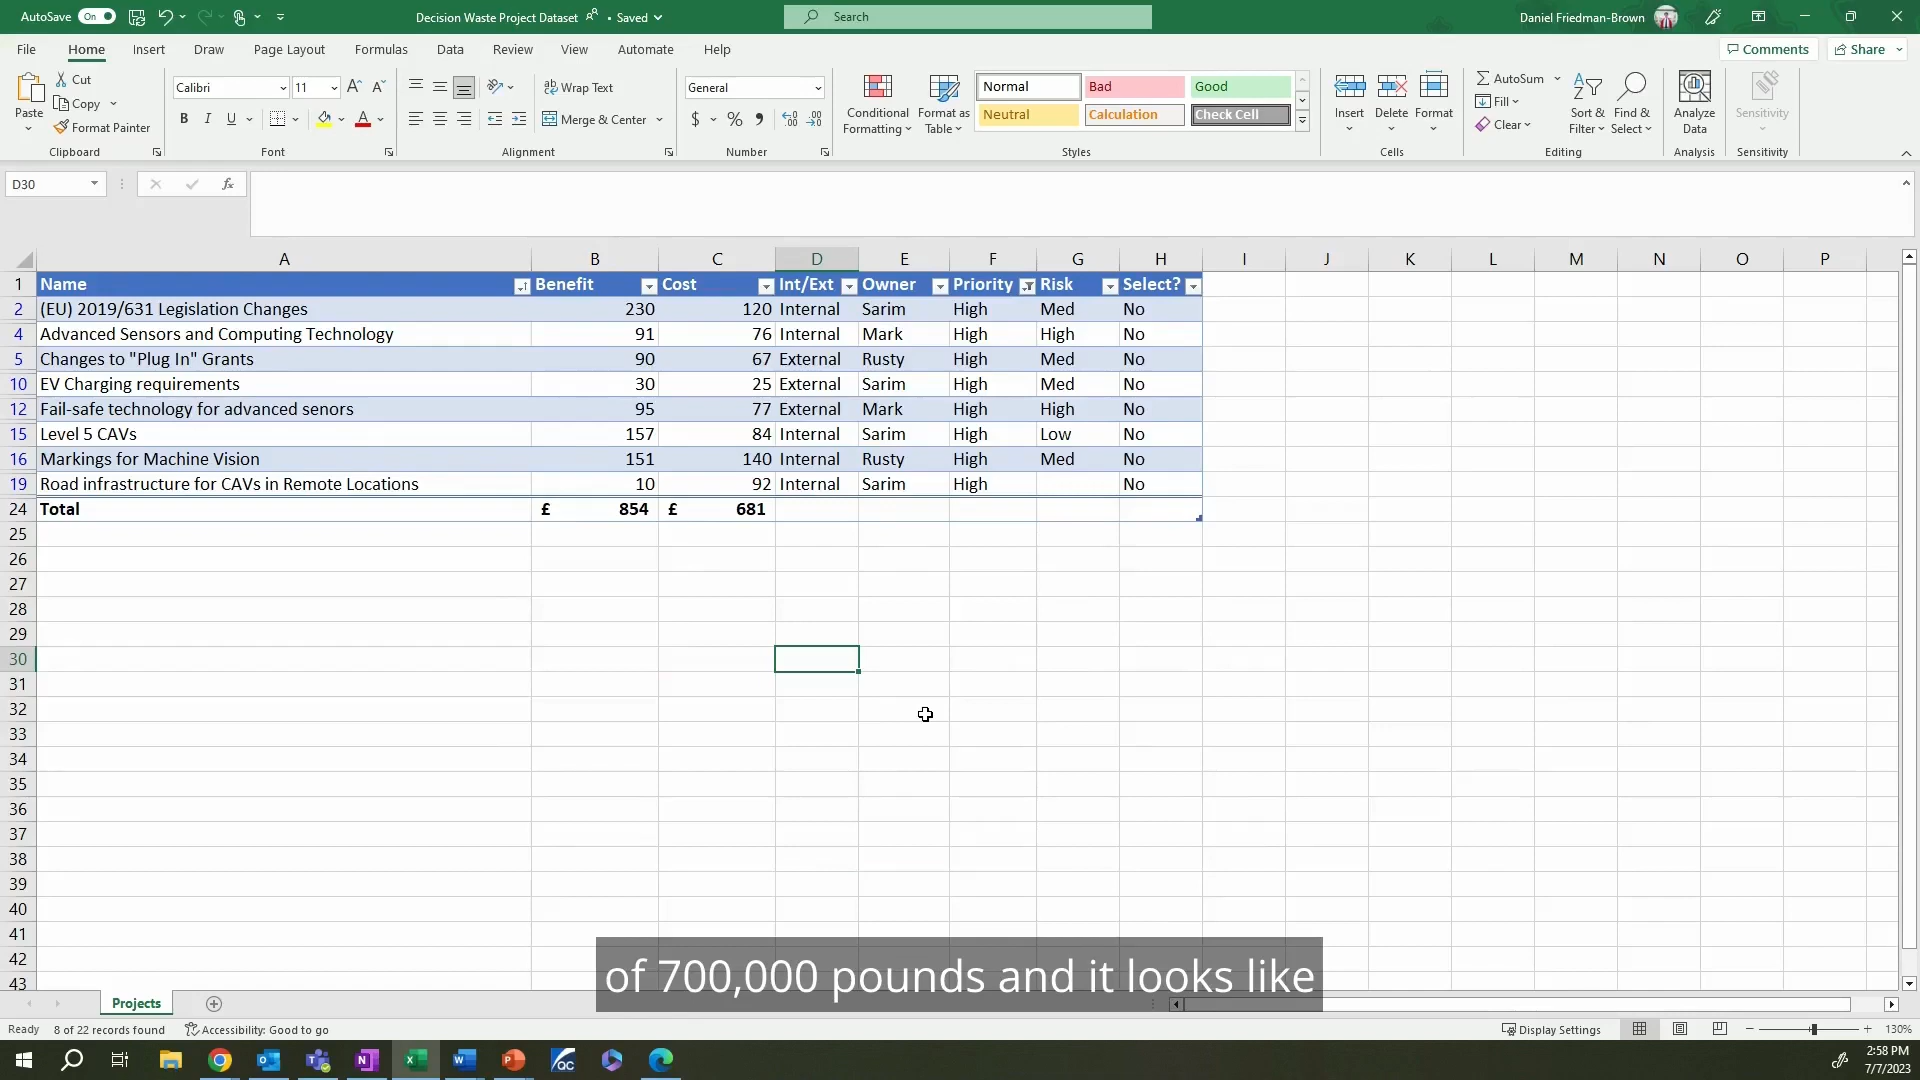 AutoSave On Decision Waste Project Dataset • Saved Search Daniel Friedman-Brown
File Home Insert Draw Page Layout Formulas Data Review View Automate Help Comments Share
Paste Cut Copy Format Painter Clipboard
Calibri 11 B I U A Font
Wrap Text Merge & Center Alignment
General $ % Number
Conditional Formatting Format as Table Normal Bad Good Neutral Calculation Check Cell Styles
Insert Delete Format Cells
AutoSum Fill Clear Sort & Filter Find & Select Editing
Analyze Data Analysis
Sensitivity Sensitivity
D30 fx
A B C D E F G H I J K L M N O P
1 Name Benefit Cost Int/Ext Owner Priority Risk Select?
2 (EU) 2019/631 Legislation Changes 230 120 Internal Sarim High Med No
4 Advanced Sensors and Computing Technology 91 76 Internal Mark High High No
5 Changes to "Plug In" Grants 90 67 External Rusty High Med No
10 EV Charging requirements 30 25 External Sarim High Med No
12 Fail-safe technology for advanced senors 95 77 External Mark High High No
15 Level 5 CAVs 157 84 Internal Sarim High Low No
16 Markings for Machine Vision 151 140 Internal Rusty High Med No
19 Road infrastructure for CAVs in Remote Locations 10 92 Internal Sarim High No
24 Total £ 854 £ 681
25
26
27
28
29
30
31
32
33
34
35
36
37
38
39
40
41
42
43
of 700,000 pounds and it looks like
Projects
Ready 8 of 22 records found Accessibility: Good to go Display Settings 130%
2:58 PM
7/7/2023